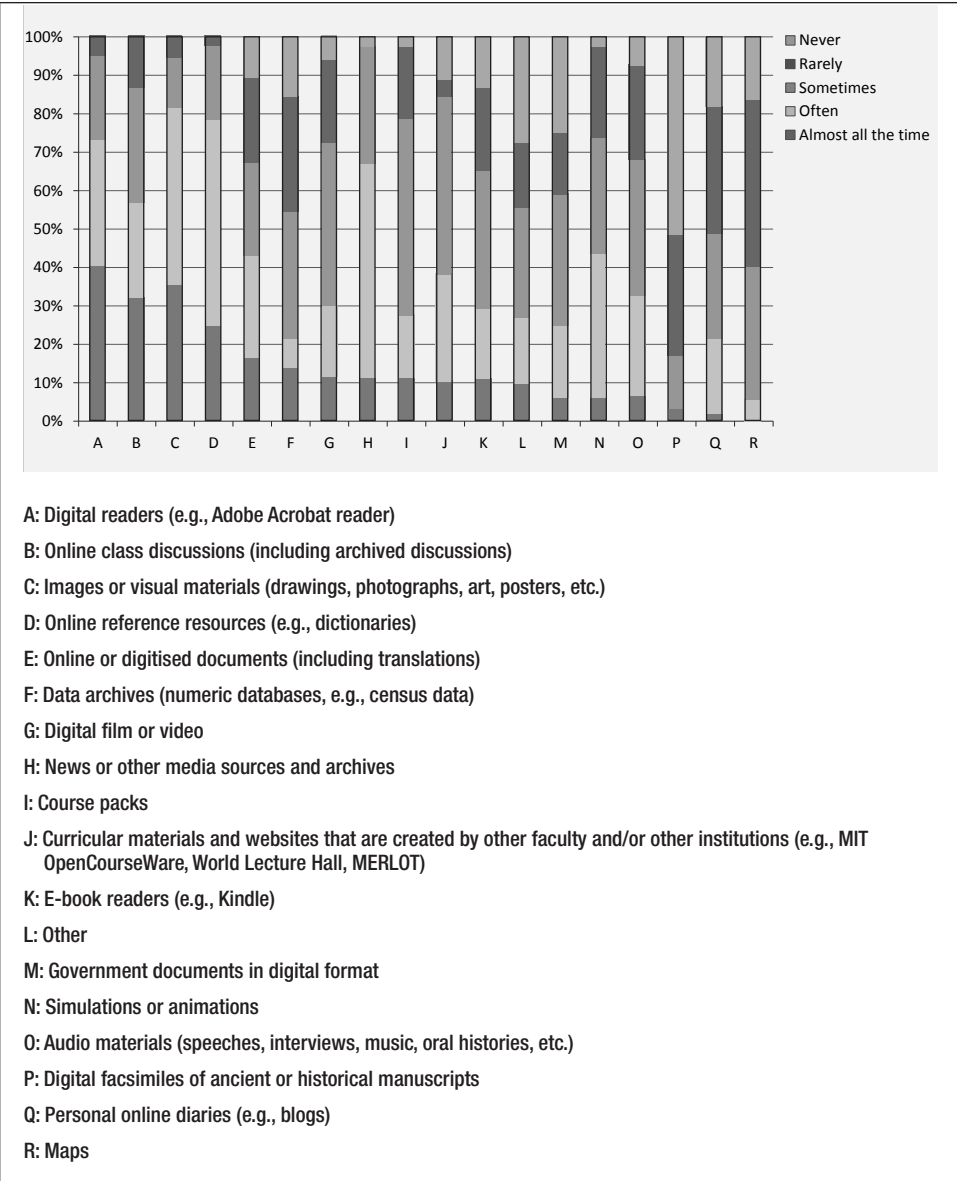 100%
90%
80%
70%
60%
50%
40%
30%
20%
10%
0%
A B C D E F G H I J K L M N O P Q R
Never
Rarely
Sometimes
Often
Almost all the time
A: Digital readers (e.g., Adobe Acrobat reader)
B: Online class discussions (including archived discussions)
C: Images or visual materials (drawings, photographs, art, posters, etc.)
D: Online reference resources (e.g., dictionaries)
E: Online or digitised documents (including translations)
F: Data archives (numeric databases, e.g., census data)
G: Digital film or video
H: News or other media sources and archives
I: Course packs
J: Curricular materials and websites that are created by other faculty and/or other institutions (e.g., MIT
OpenCourseWare, World Lecture Hall, MERLOT)
K: E-book readers (e.g., Kindle)
L: Other
M: Government documents in digital format
N: Simulations or animations
O: Audio materials (speeches, interviews, music, oral histories, etc.)
P: Digital facsimiles of ancient or historical manuscripts
Q: Personal online diaries (e.g., blogs)
R: Maps